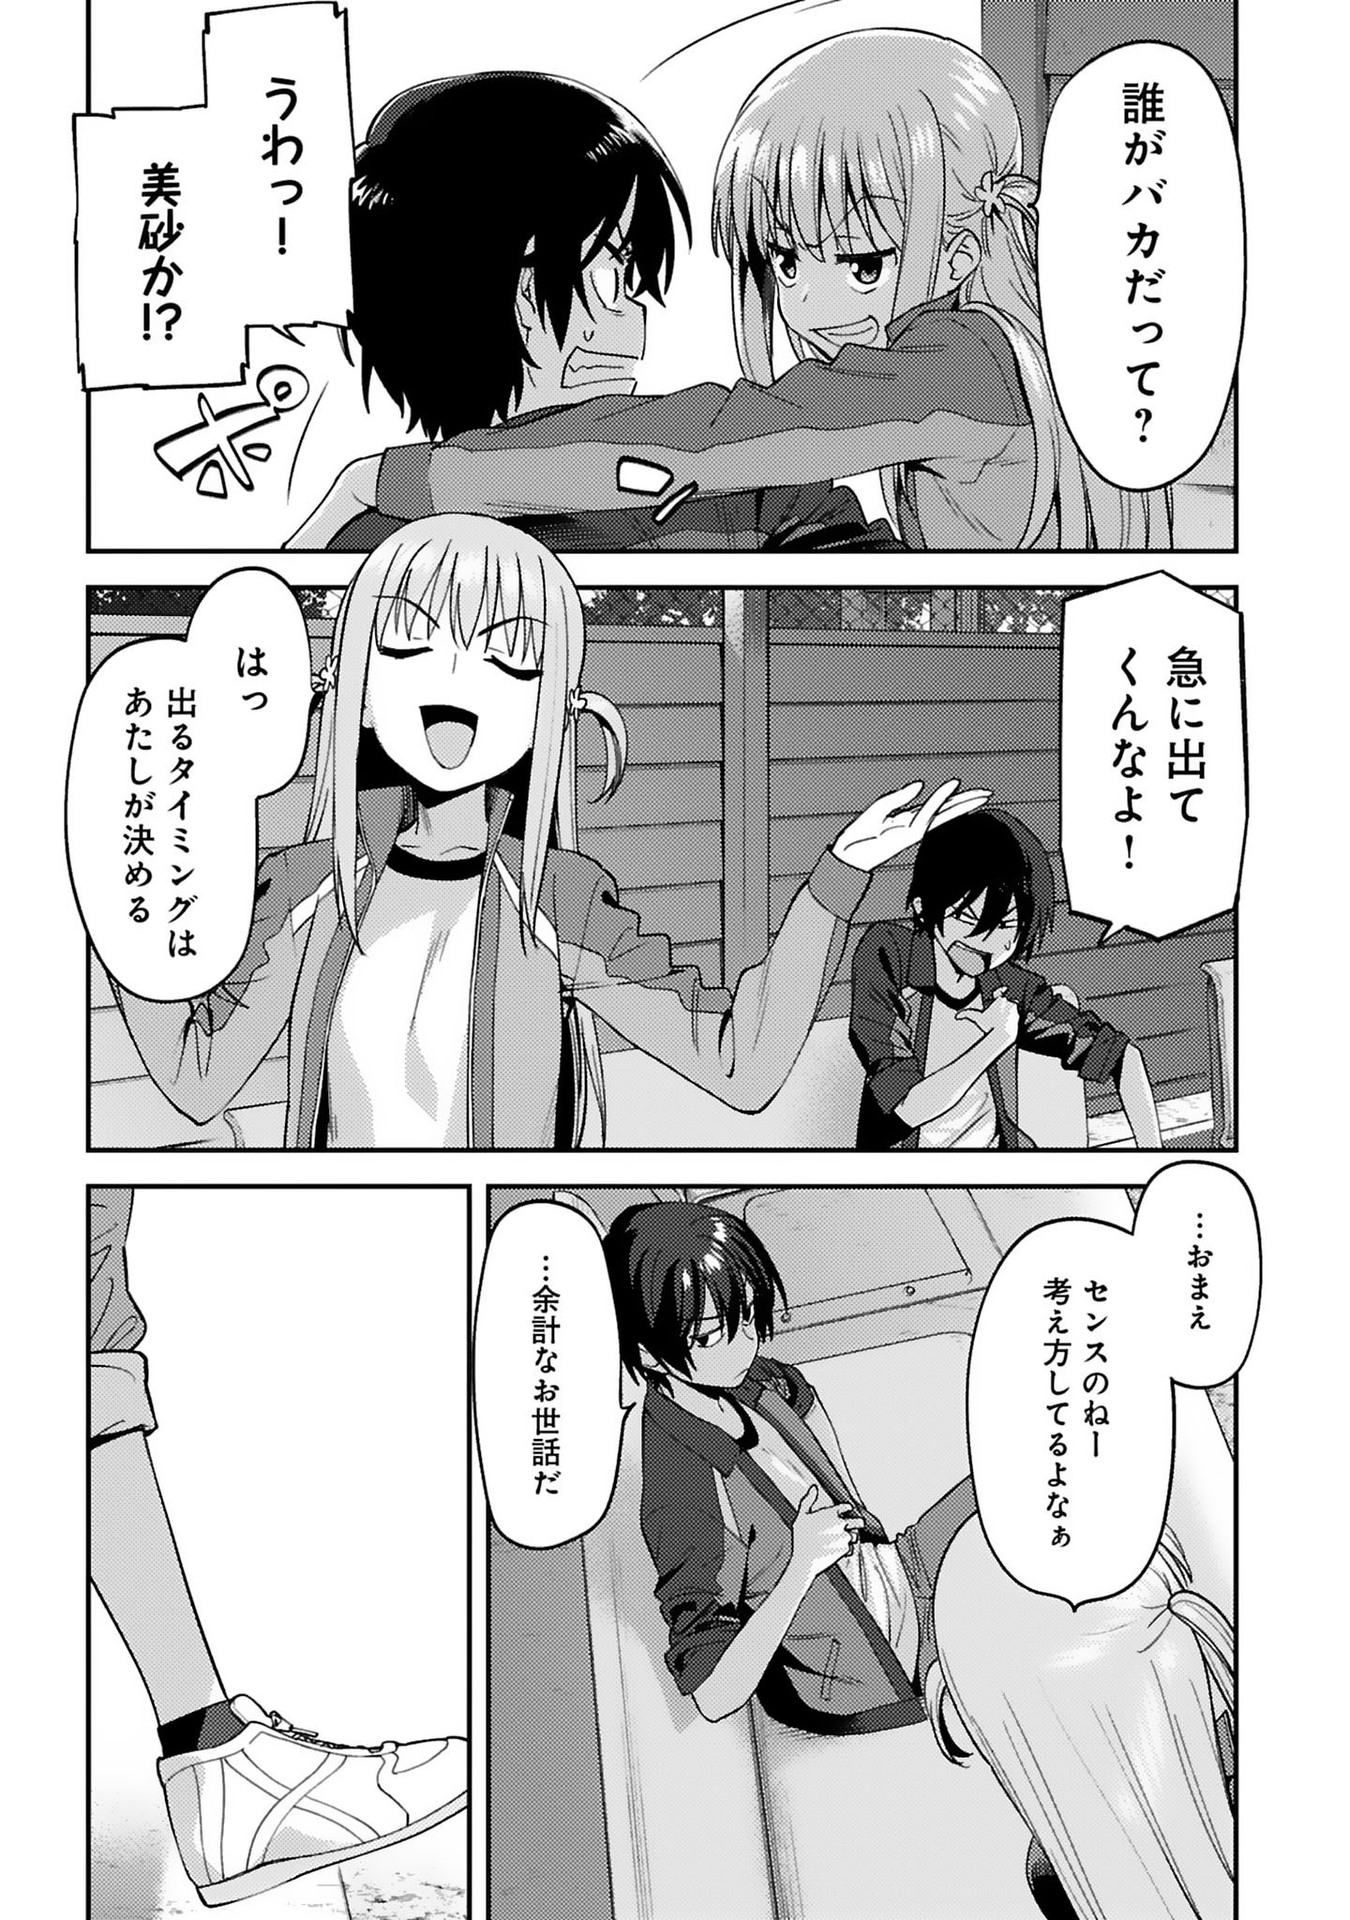 誰がバカだって?
うわっ!
美砂か!?
ポン
急に出て
くんなよ!
はっ
出るタイミングは
あたしが決める
…おまえ
センスのねー
考え方してるよなぁ
…余計なお世話だ